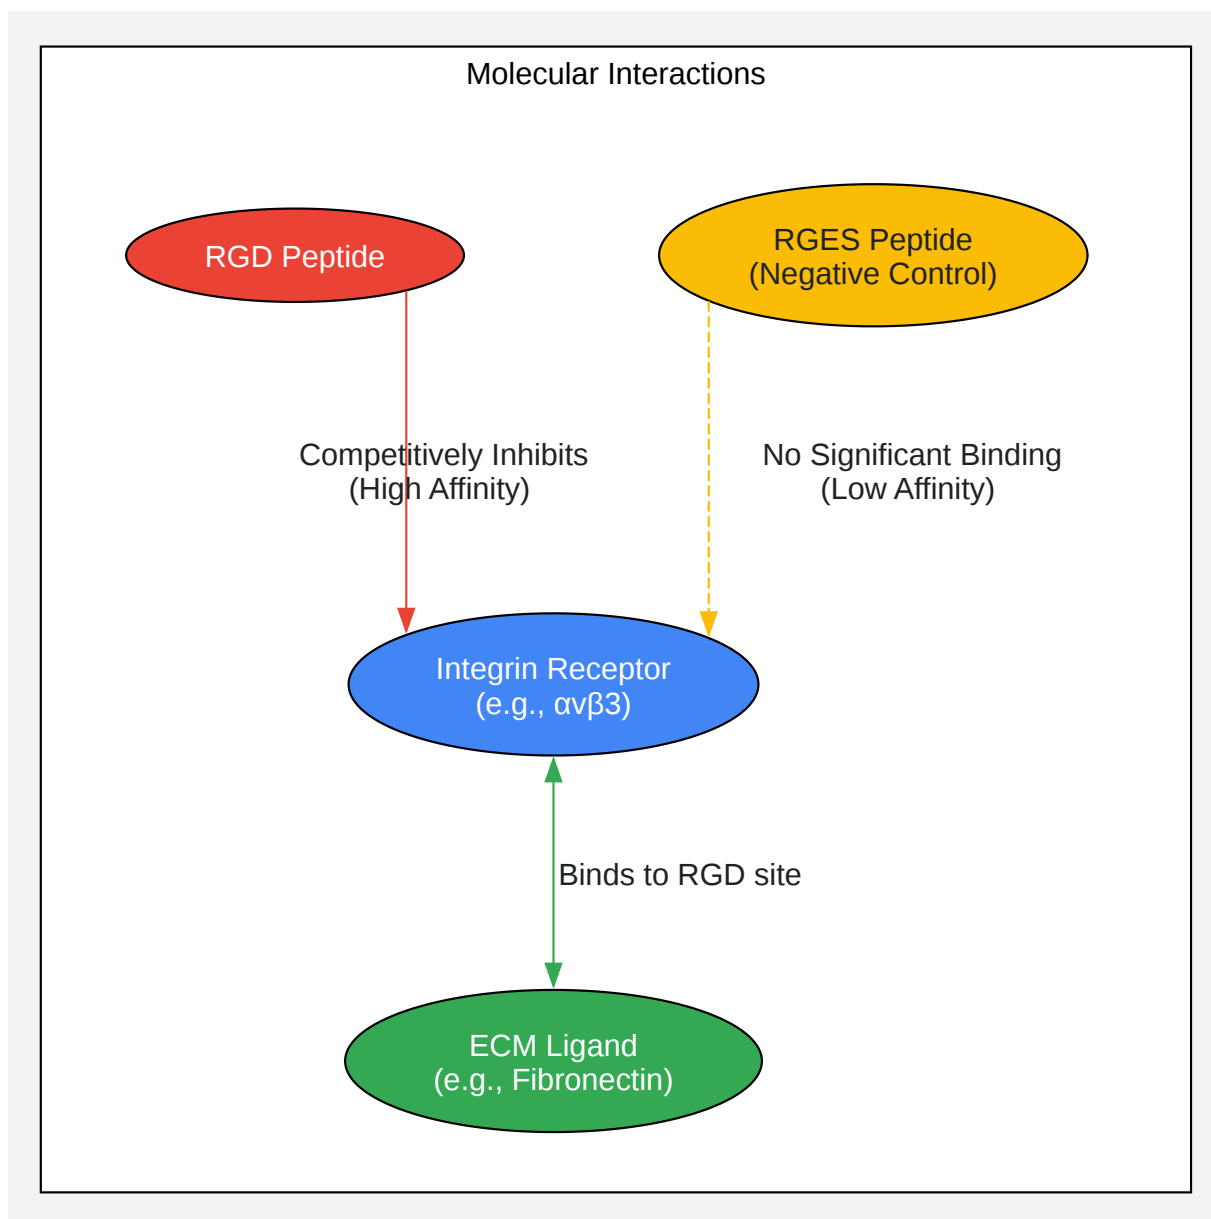 Molecular Interactions
RGD Peptide
RGES Peptide
(Negative Control)
Competitively Inhibits
(High Affinity)
No Significant Binding
(Low Affinity)
Integrin Receptor
(e.g., αvβ3)
Binds to RGD site
ECM Ligand
(e.g., Fibronectin)